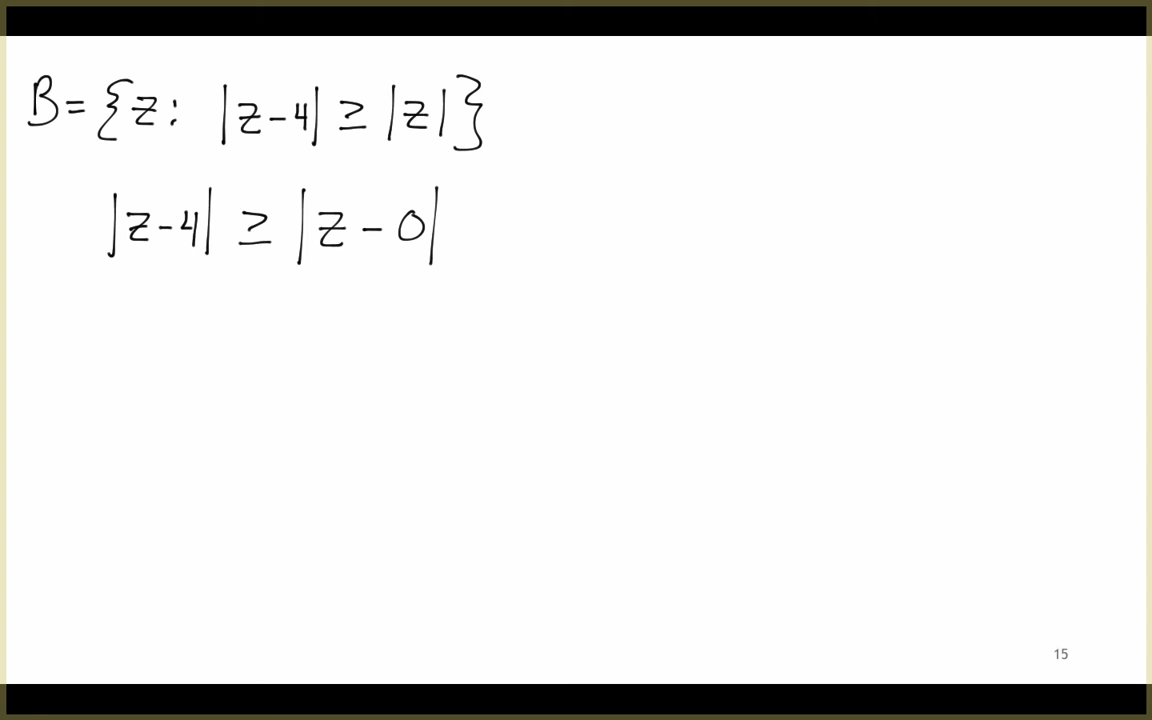 B = {z: |z-4| ≥ |z|}
|z-4| ≥ |z-0|
15